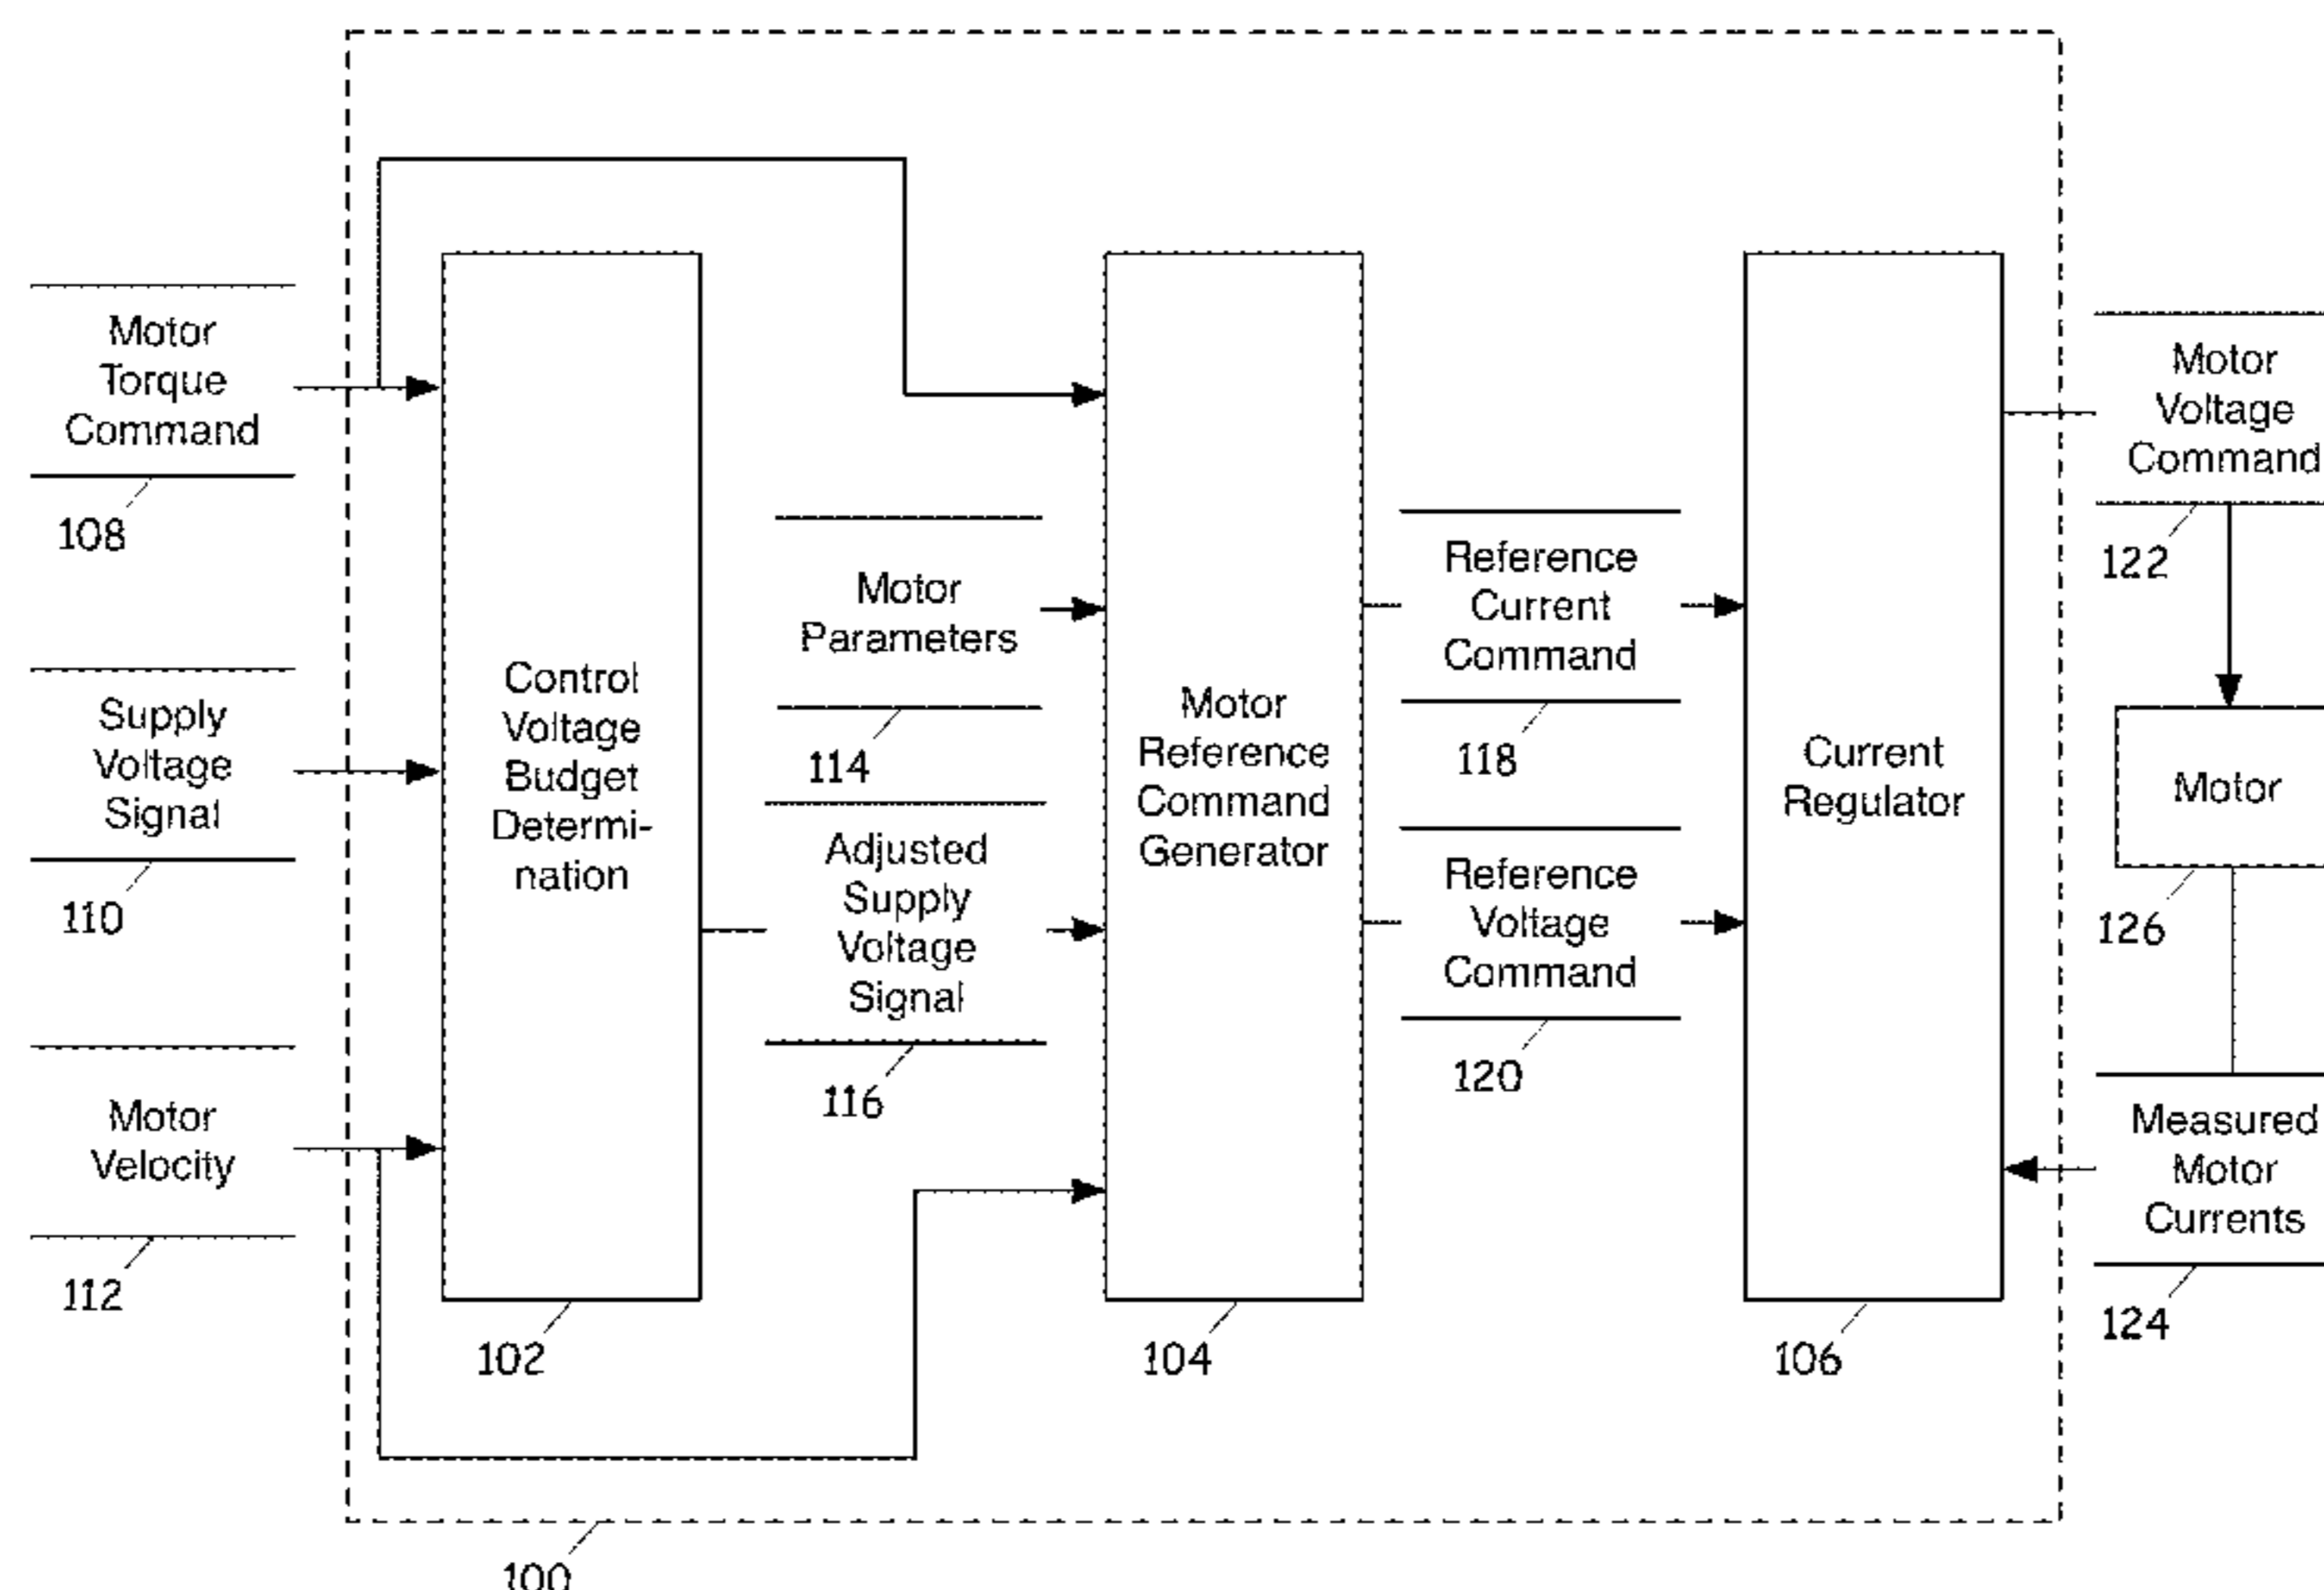 Motor
Torque
Command
108
Supply
Voltage
Signal
110
Motor
Velocity
112
Control
Voltage
Budget
Determi-
nation
102
Motor
Parameters
114
Adjusted
Supply
Voltage
Signal
116
Motor
Reference
Command
Generator
104
Reference
Current
Command
118
Reference
Voltage
Command
120
Current
Regulator
106
Motor
Voltage
Command
122
Motor
126
Measured
Motor
Currents
124
100